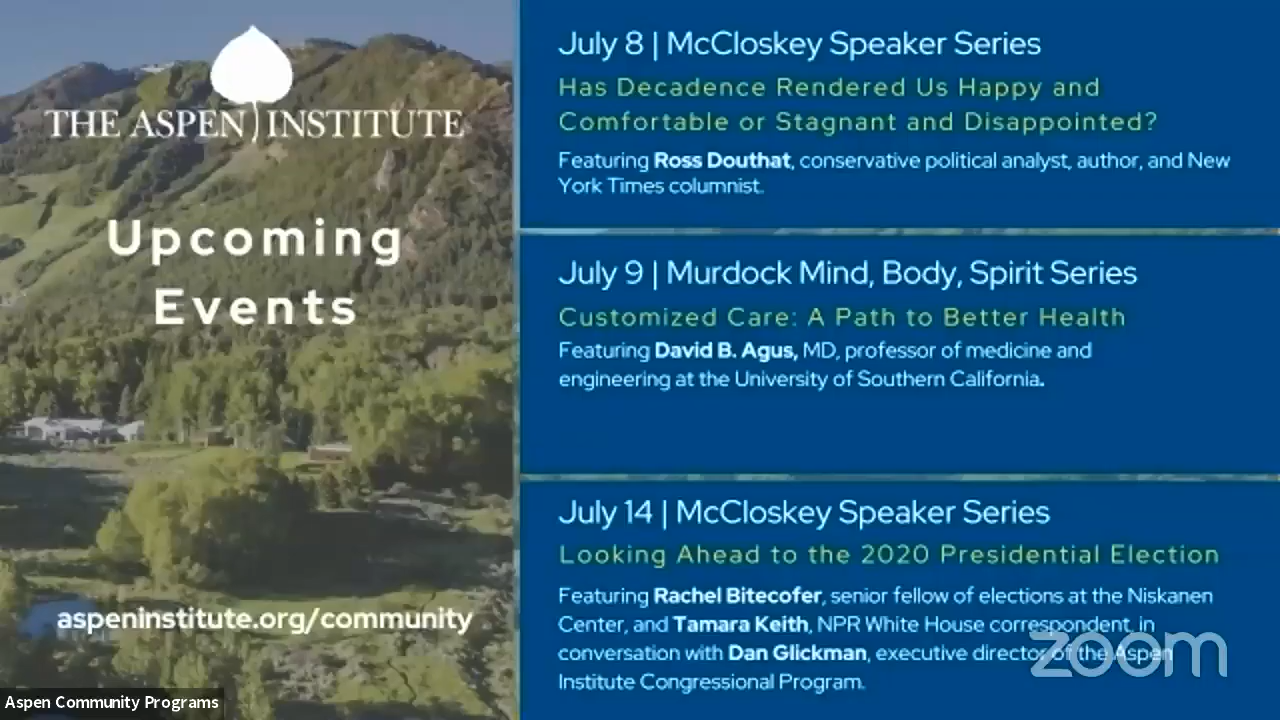 THE ASPEN INSTITUTE
Upcoming
Events
aspeninstitute.org/community
Aspen Community Programs
July 8 | McCloskey Speaker Series
Has Decadence Rendered Us Happy and
Comfortable or Stagnant and Disappointed?
Featuring Ross Douthat, conservative political analyst, author, and New
York Times columnist.
July 9 | Murdock Mind, Body, Spirit Series
Customized Care: A Path to Better Health
Featuring David B. Agus, MD, professor of medicine and
engineering at the University of Southern California.
July 14 | McCloskey Speaker Series
Looking Ahead to the 2020 Presidential Election
Featuring Rachel Bitecofer, senior fellow of elections at the Niskanen
Center, and Tamara Keith, NPR White House correspondent, in
conversation with Dan Glickman, executive director of the Aspen
Institute Congressional Program.
zoom